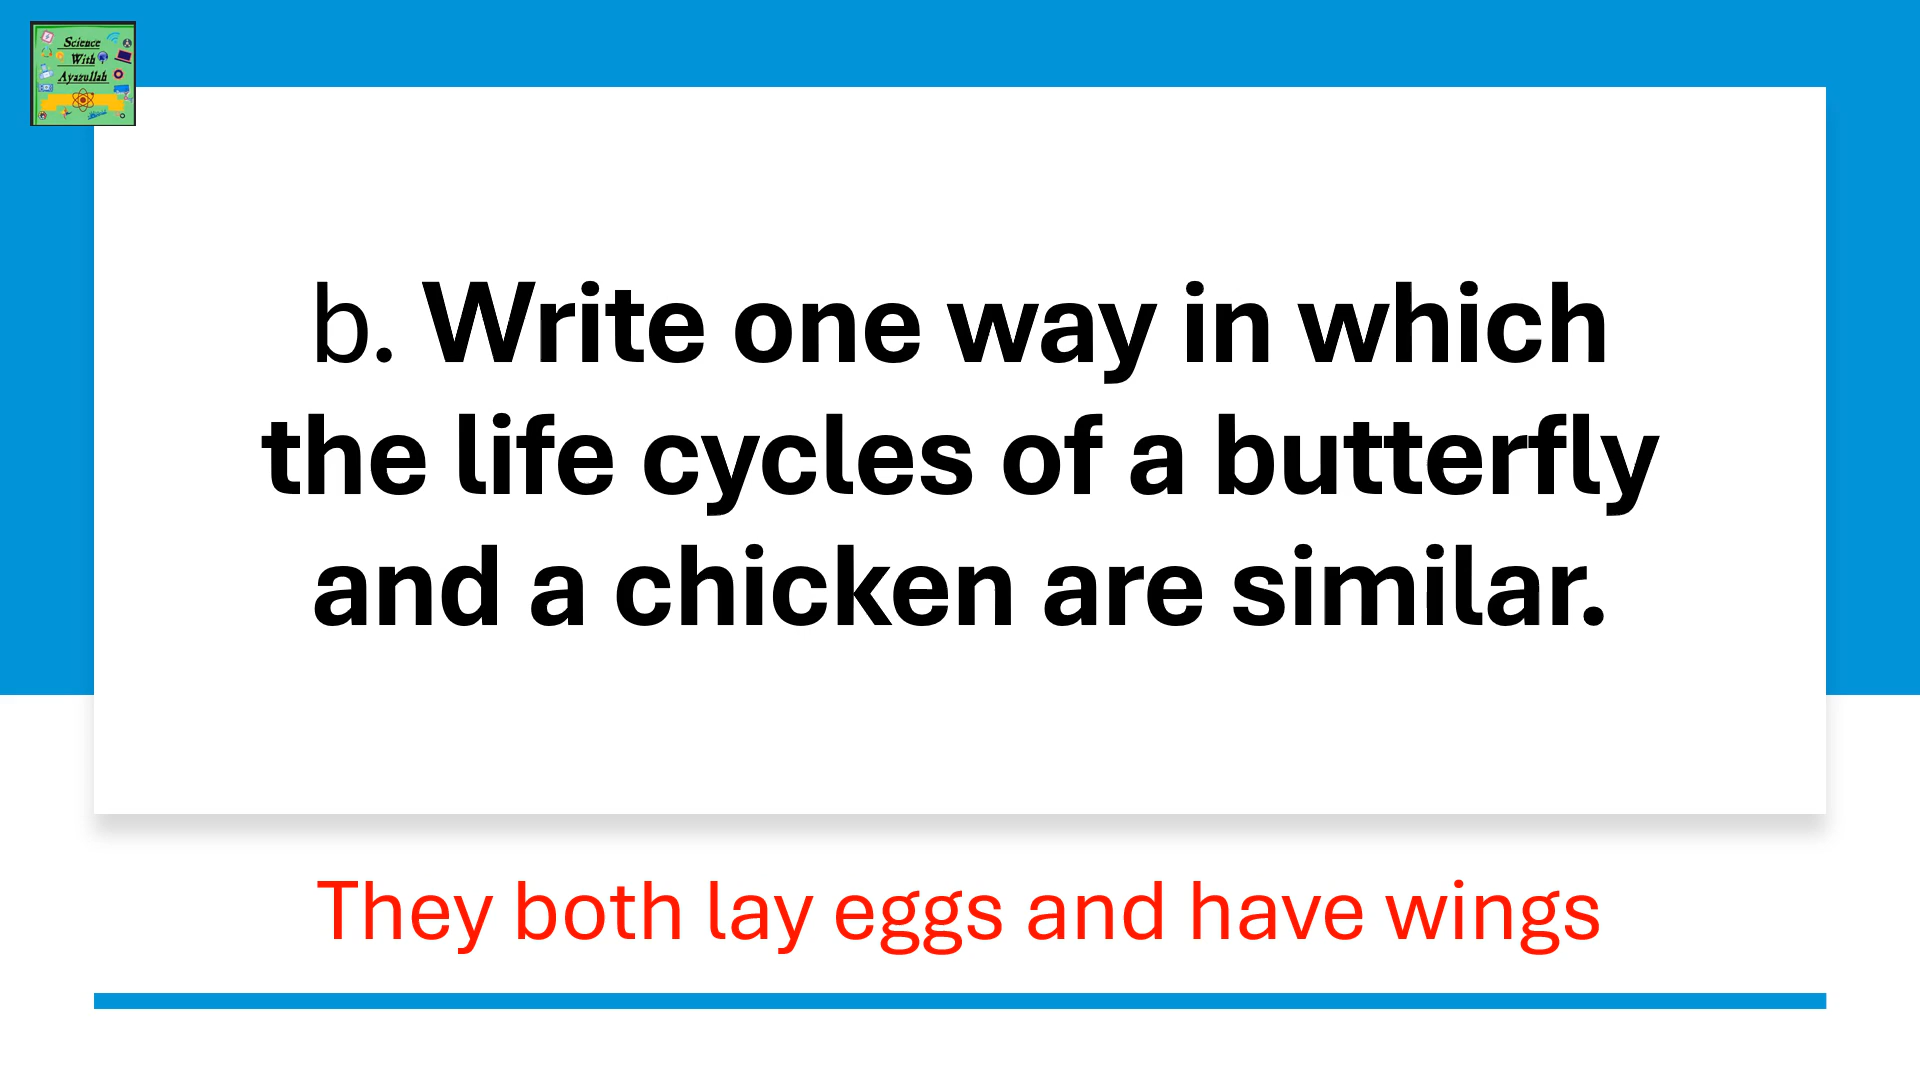 Science
With
Ayazullah
b. Write one way in which
the life cycles of a butterfly
and a chicken are similar.
They both lay eggs and have wings